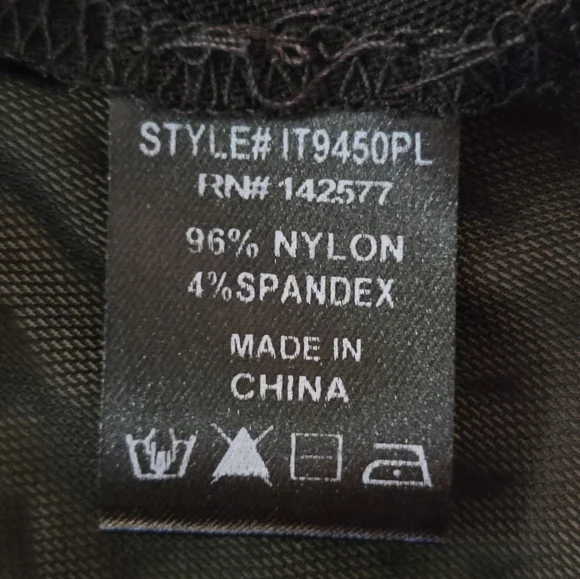 STYLE# IT9450PL
RN# 142577
96% NYLON
4%SPANDEX
MADE IN
CHINA